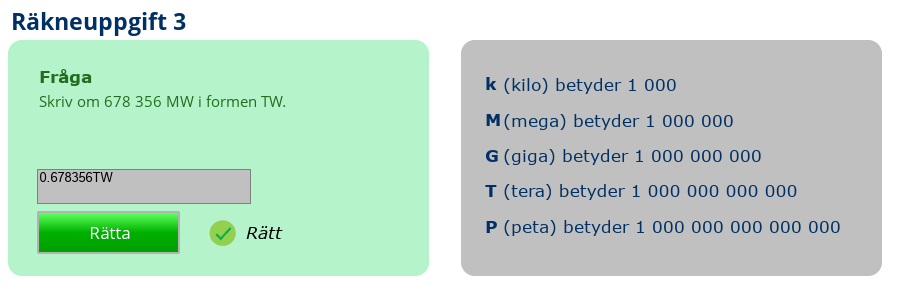 Räkneuppgift 3
Fråga
Skriv om 678 356 MW i formen TW.
0.678356TW
Rätta
Rätt
k (kilo) betyder 1 000
M (mega) betyder 1 000 000
G (giga) betyder 1 000 000 000
T (tera) betyder 1 000 000 000 000
P (peta) betyder 1 000 000 000 000 000